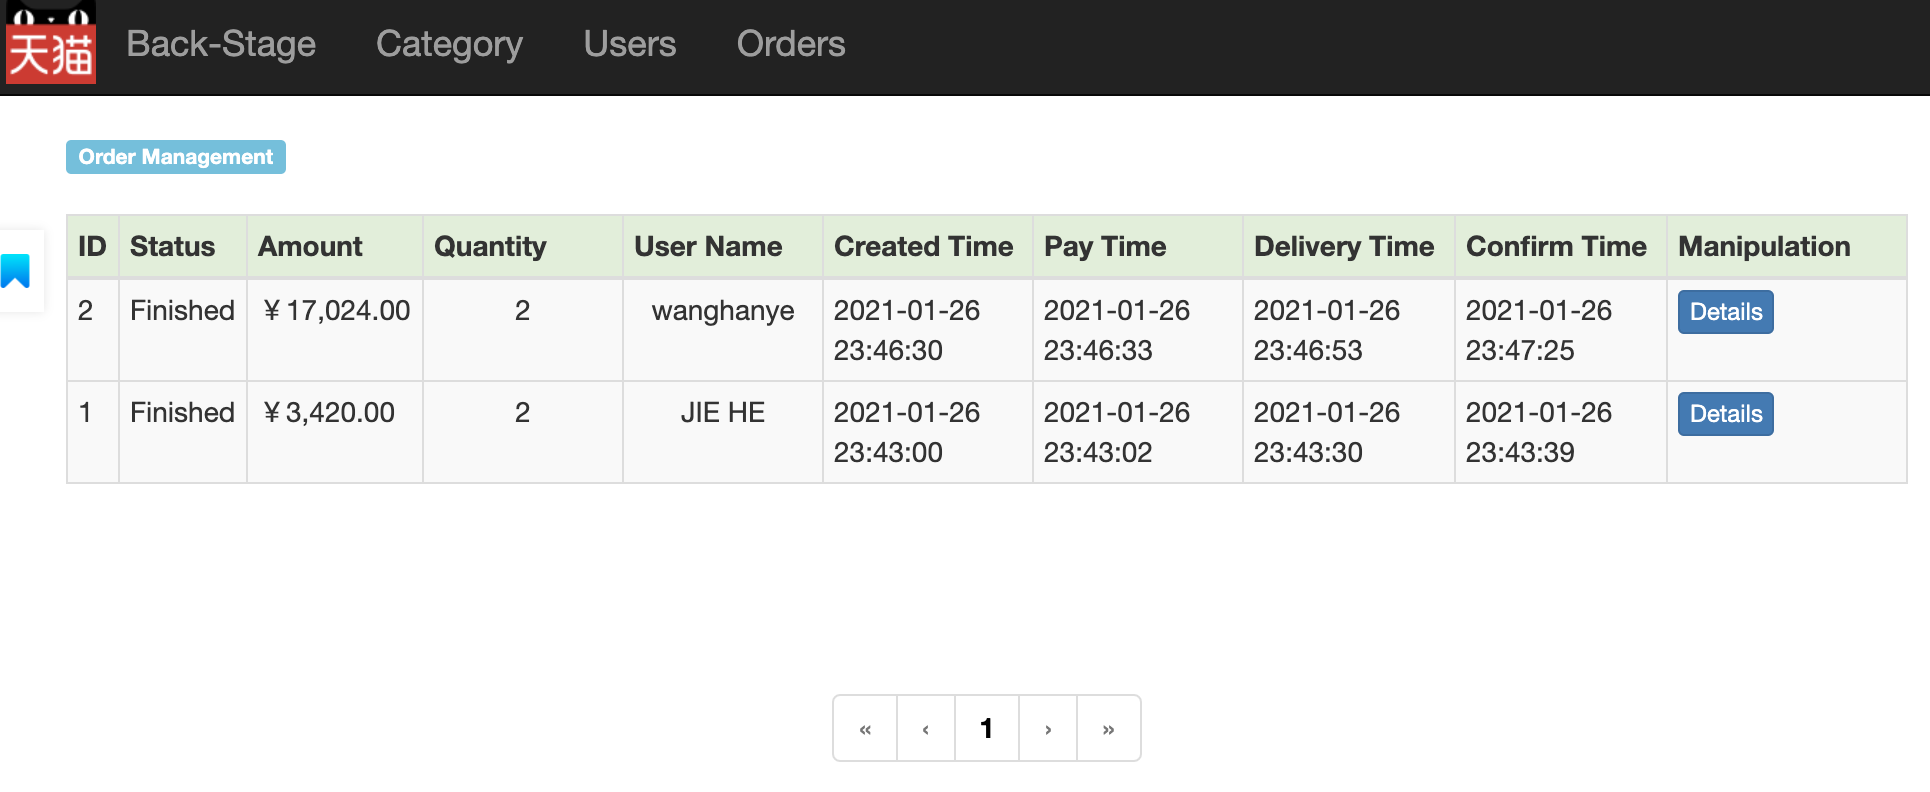 天猫 Back-Stage Category Users Orders
Order Management
ID Status Amount Quantity User Name Created Time Pay Time Delivery Time Confirm Time Manipulation
2 Finished ¥17,024.00 2 wanghanye 2021-01-26 2021-01-26 2021-01-26 2021-01-26 Details
23:46:30 23:46:33 23:46:53 23:47:25
1 Finished ¥3,420.00 2 JIE HE 2021-01-26 2021-01-26 2021-01-26 2021-01-26 Details
23:43:00 23:43:02 23:43:30 23:43:39
« ‹ 1 › »